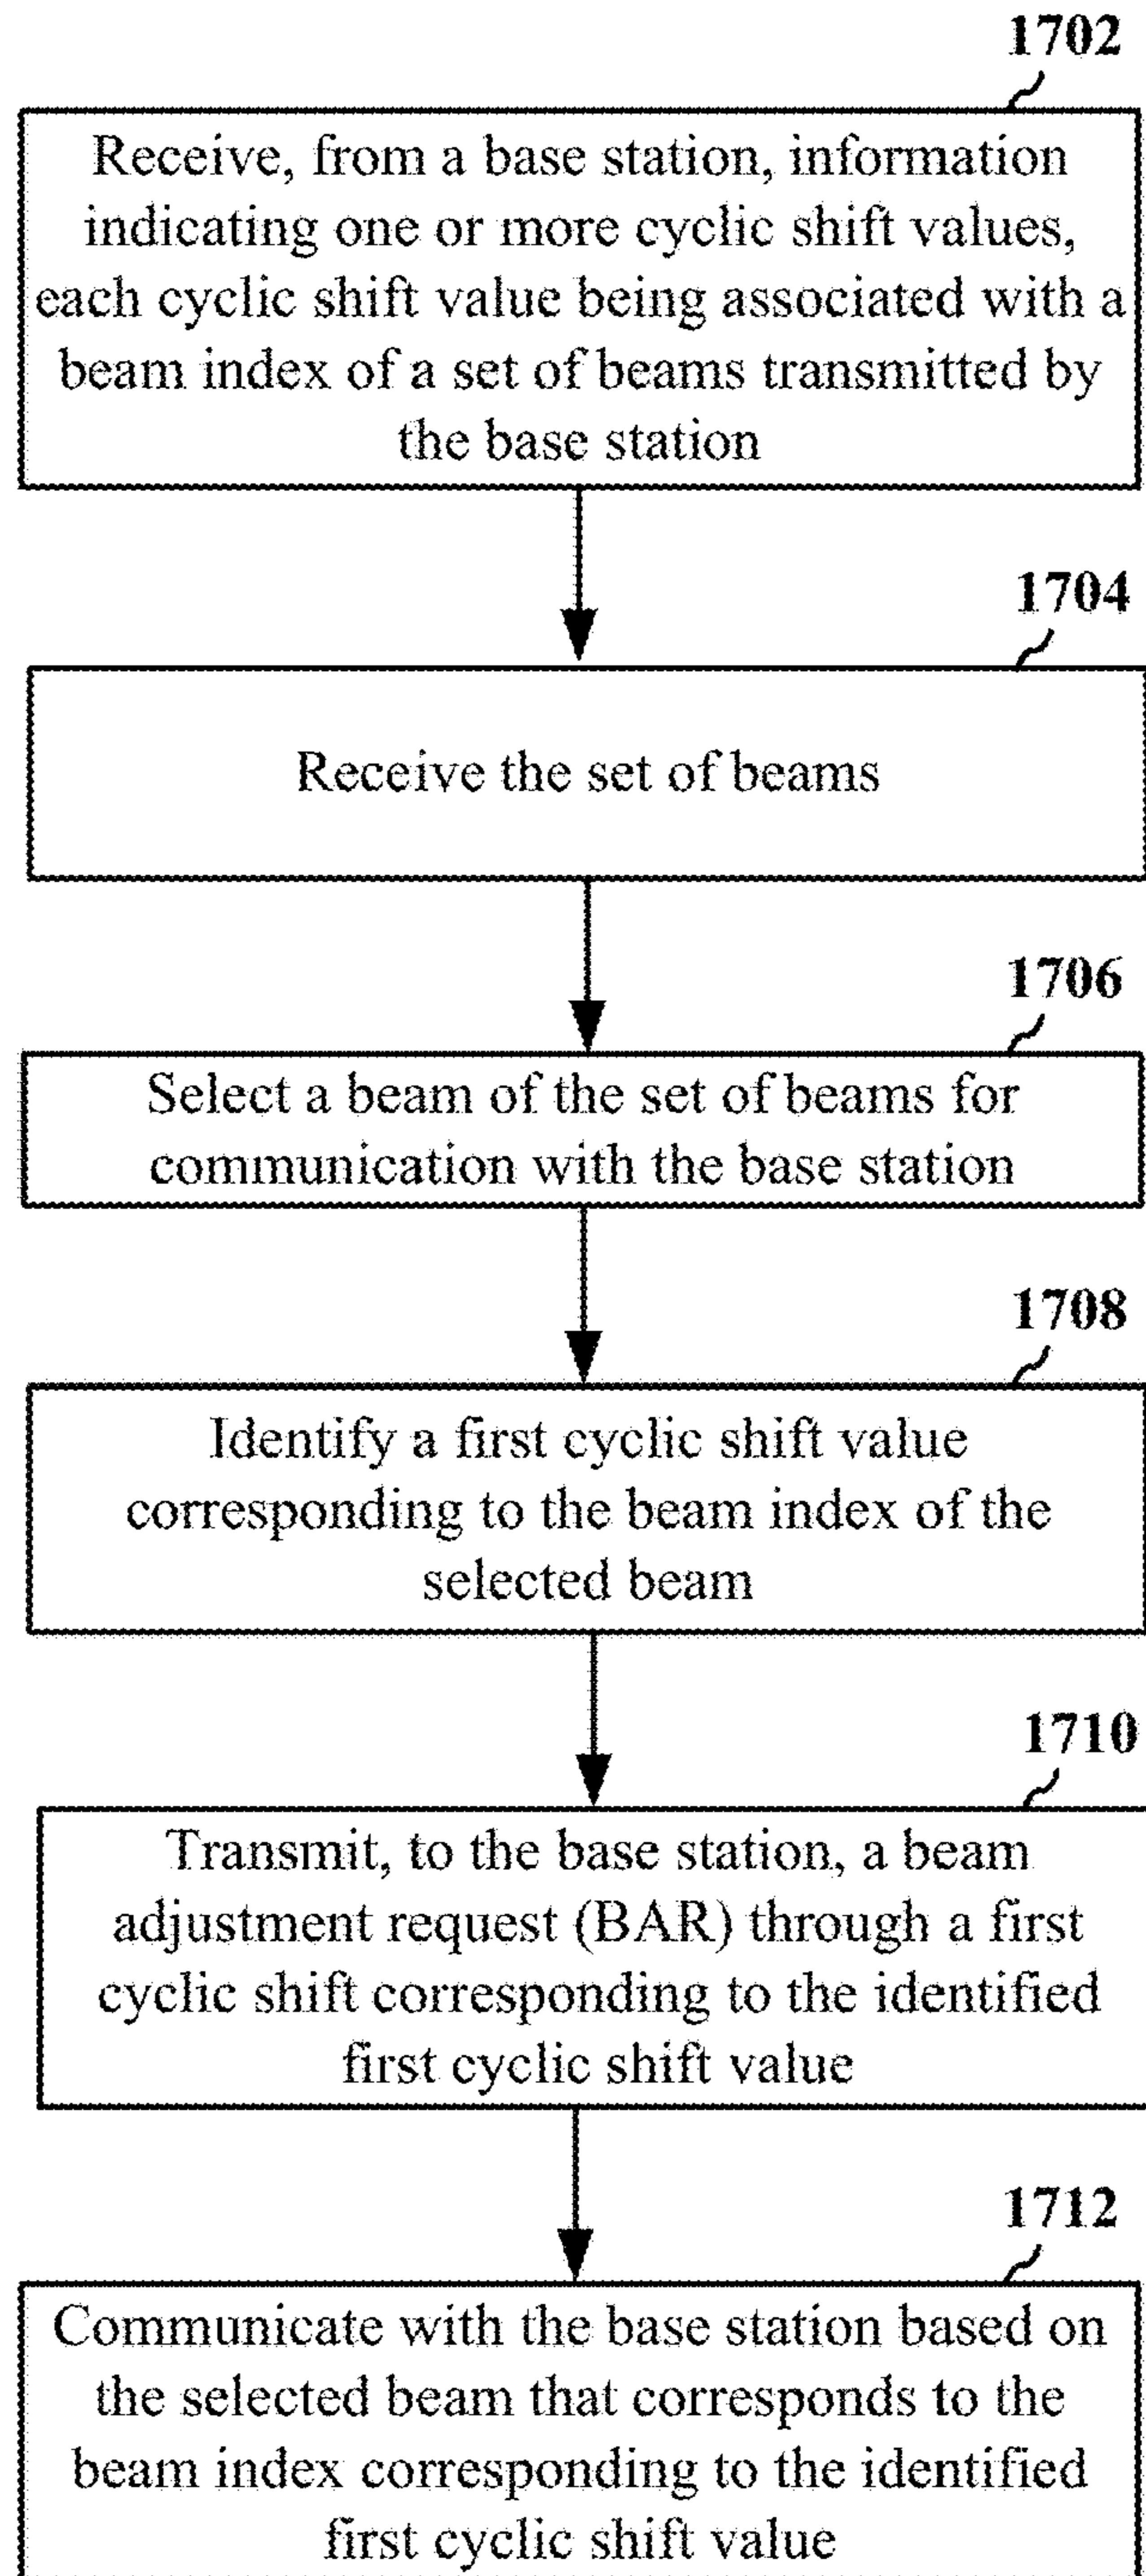 1702
Receive, from a base station, information
indicating one or more cyclic shift values,
each cyclic shift value being associated with a
beam index of a set of beams transmitted by
the base station
1704
Receive the set of beams
1706
Select a beam of the set of beams for
communication with the base station
1708
Identify a first cyclic shift value
corresponding to the beam index of the
selected beam
1710
Transmit, to the base station, a beam
adjustment request (BAR) through a first
cyclic shift corresponding to the identified
first cyclic shift value
1712
Communicate with the base station based on
the selected beam that corresponds to the
beam index corresponding to the identified
first cyclic shift value